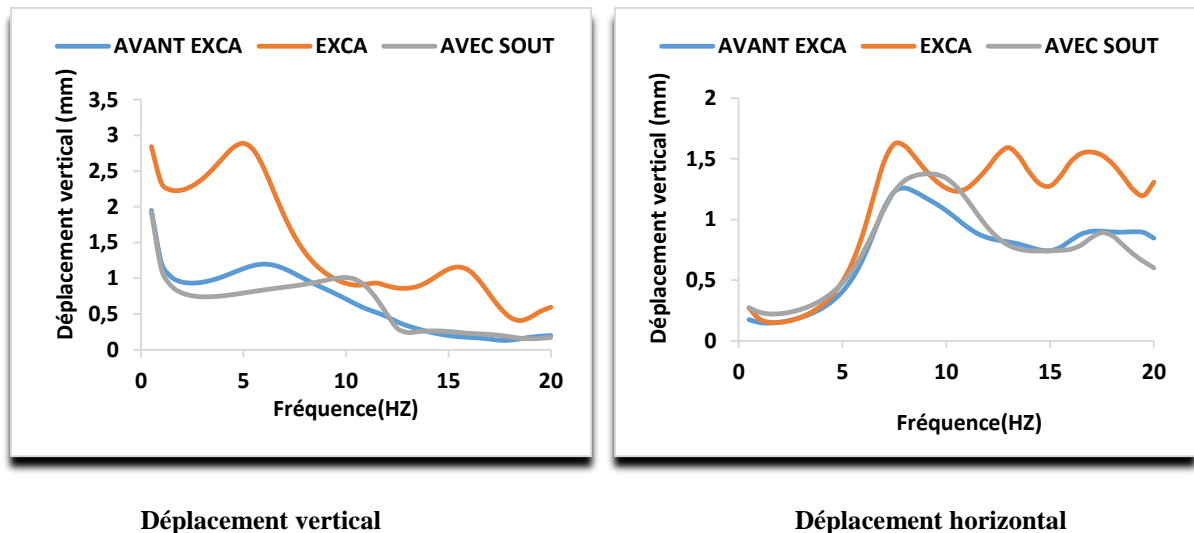 AVANT EXCA EXCA AVEC SOUT
Déplacement vertical (mm)
3,5
3
2,5
2
1,5
1
0,5
0
0 5 10 15 20
Fréquence(HZ)
AVANT EXCA EXCA AVEC SOUT
Déplacement vertical (mm)
2
1,5
1
0,5
0
0 5 10 15 20
Fréquence(HZ)
Déplacement vertical
Déplacement horizontal